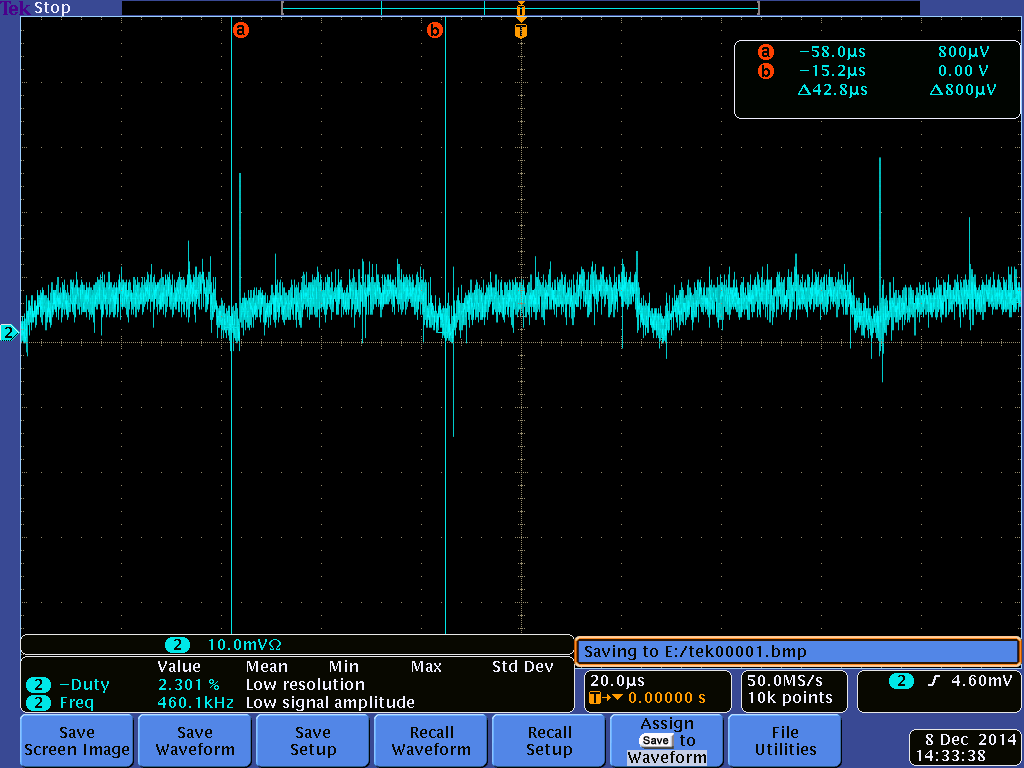 Tek Stop
T
a b T
a −58.0µs 800µV
b −15.2µs 0.00 V
Δ42.8µs Δ800µV
2
2 10.0mVΩ
Saving to E:/tek00001.bmp
Value Mean Min Max Std Dev
2 −Duty 2.301 % Low resolution
2 Freq 460.1kHz Low signal amplitude
20.0µs
T→▼ 0.00000 s
50.0MS/s
10k points
2 4.60mV
Save
Screen Image
Save
Waveform
Save
Setup
Recall
Waveform
Recall
Setup
Assign
Save to
Waveform
File
Utilities
8 Dec 2014
14:33:38